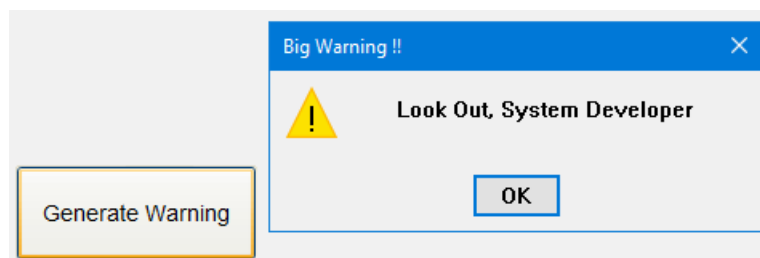 Big Warning !!
Look Out, System Developer
OK
Generate Warning